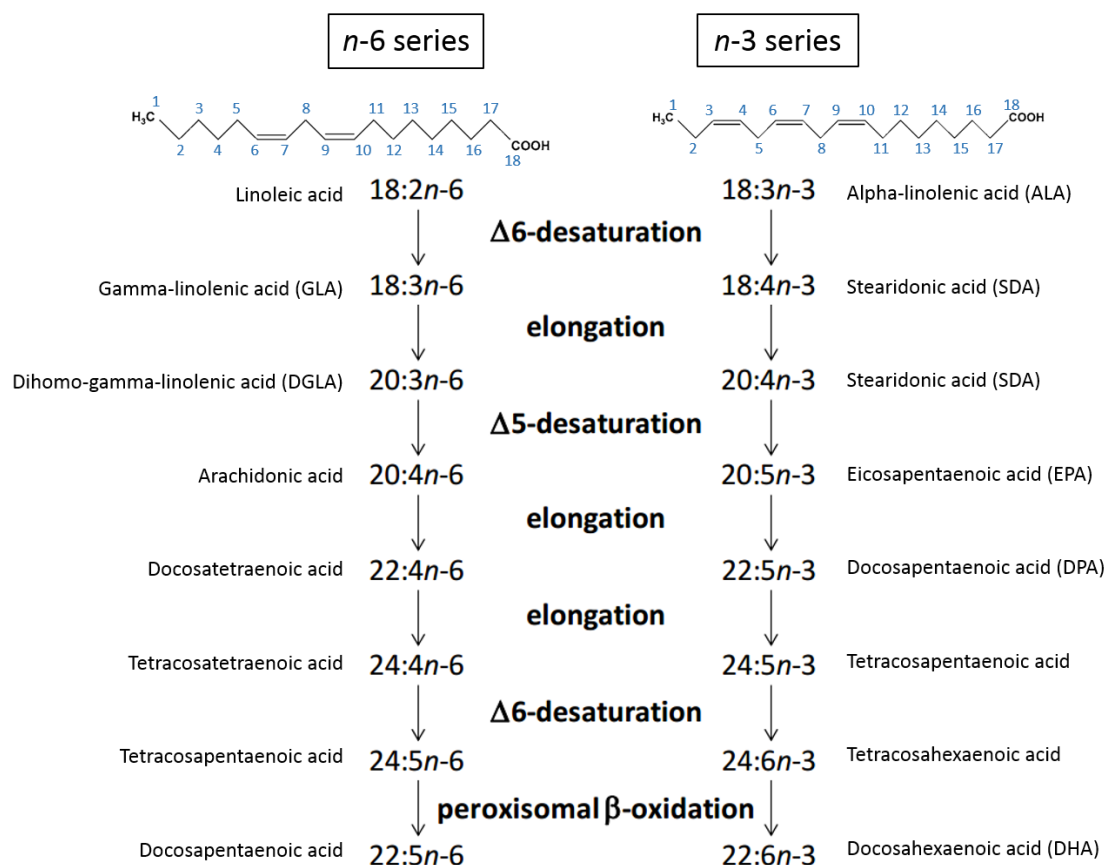 n-6 series
n-3 series
1 3 5 8 11 13 15 17
H₃C
2 4 6 7 9 10 12 14 16 18
COOH
1 3 4 6 7 9 10 12 14 16 18
H₃C
2 5 8 11 13 15 17
COOH
Linoleic acid 18:2n-6 18:3n-3 Alpha-linolenic acid (ALA)
Δ6-desaturation
Gamma-linolenic acid (GLA) 18:3n-6 18:4n-3 Stearidonic acid (SDA)
elongation
Dihomo-gamma-linolenic acid (DGLA) 20:3n-6 20:4n-3 Stearidonic acid (SDA)
Δ5-desaturation
Arachidonic acid 20:4n-6 20:5n-3 Eicosapentaenoic acid (EPA)
elongation
Docosatetraenoic acid 22:4n-6 22:5n-3 Docosapentaenoic acid (DPA)
elongation
Tetracosatetraenoic acid 24:4n-6 24:5n-3 Tetracosapentaenoic acid
Δ6-desaturation
Tetracosapentaenoic acid 24:5n-6 24:6n-3 Tetracosahexaenoic acid
peroxisomal β-oxidation
Docosapentaenoic acid 22:5n-6 22:6n-3 Docosahexaenoic acid (DHA)